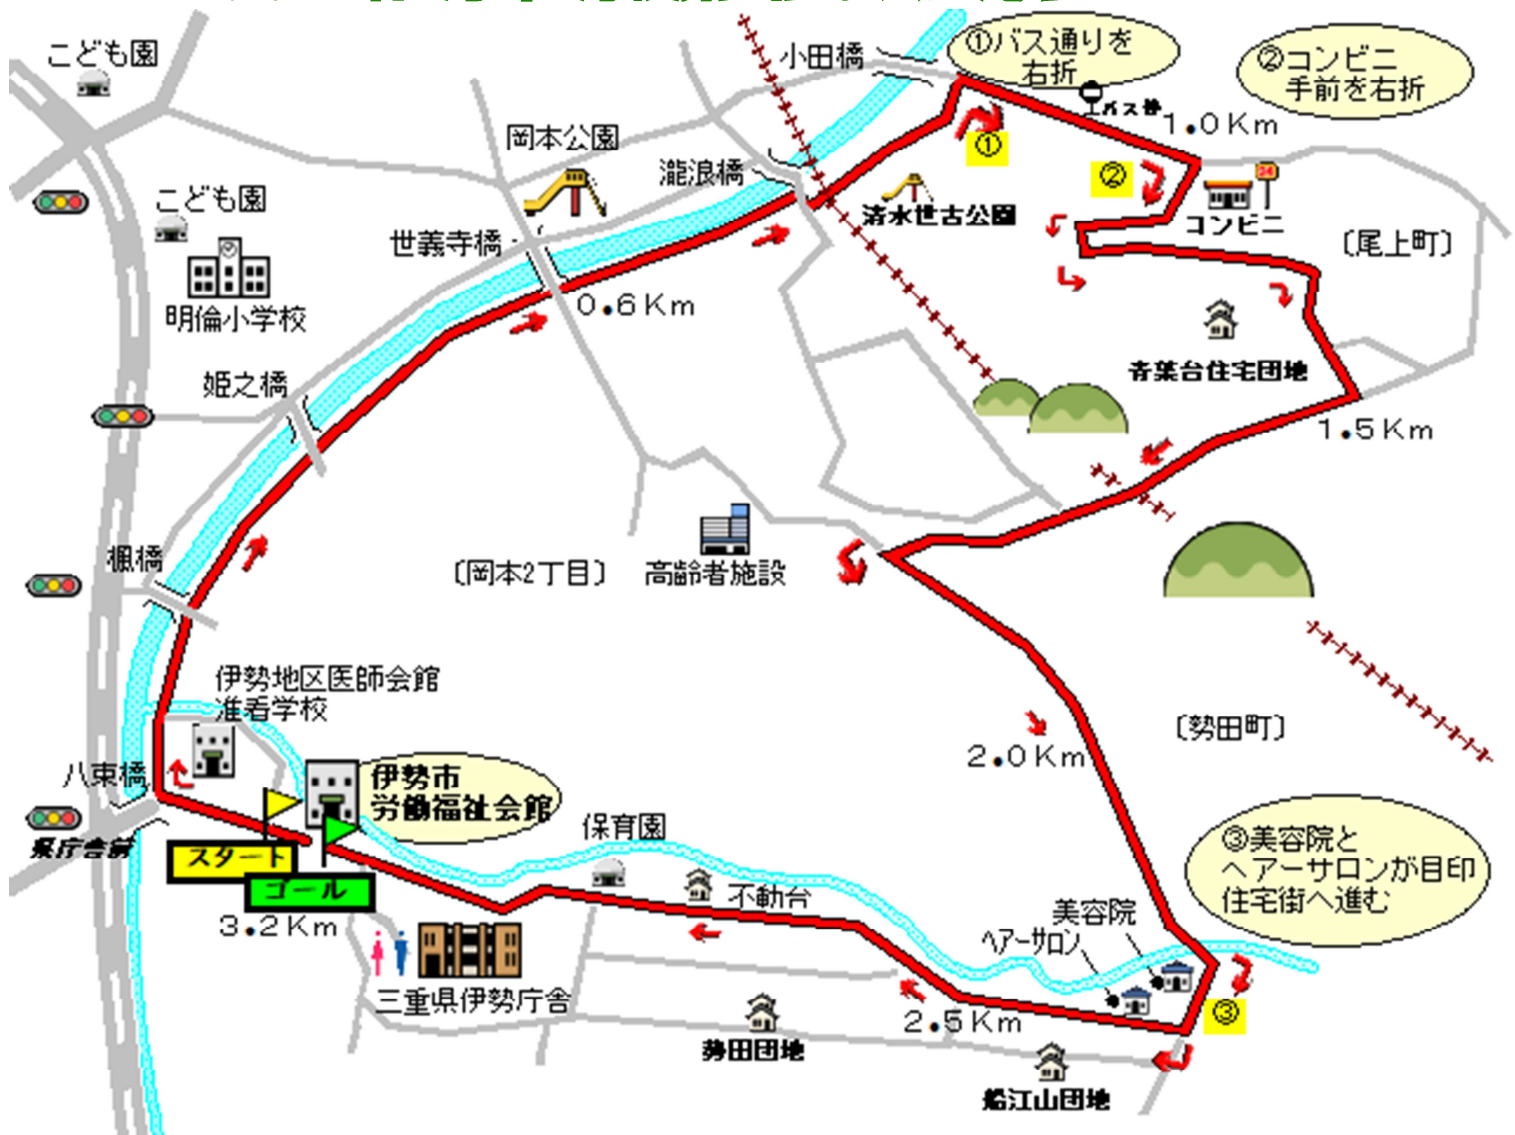 こども園
小田橋
①バス通りを
右折
②コンビニ
手前を右折
バス停
1.0Km
岡本公園
瀧浪橋
①
②
24
こども園
清水世古公園
コンビニ
〔尾上町〕
世義寺橋
0.6Km
明倫小学校
姫之橋
青葉台住宅団地
1.5Km
楓橋
〔岡本2丁目〕
高齢者施設
伊勢地区医師会館
准看学校
〔勢田町〕
2.0Km
八束橋
伊勢市
労働福祉会館
県庁舎前
スタート
ゴール
保育園
③美容院と
ヘアーサロンが目印
住宅街へ進む
3.2Km
不動台
美容院
ヘアーサロン
三重県伊勢庁舎
2.5Km
③
勢田団地
船江山団地